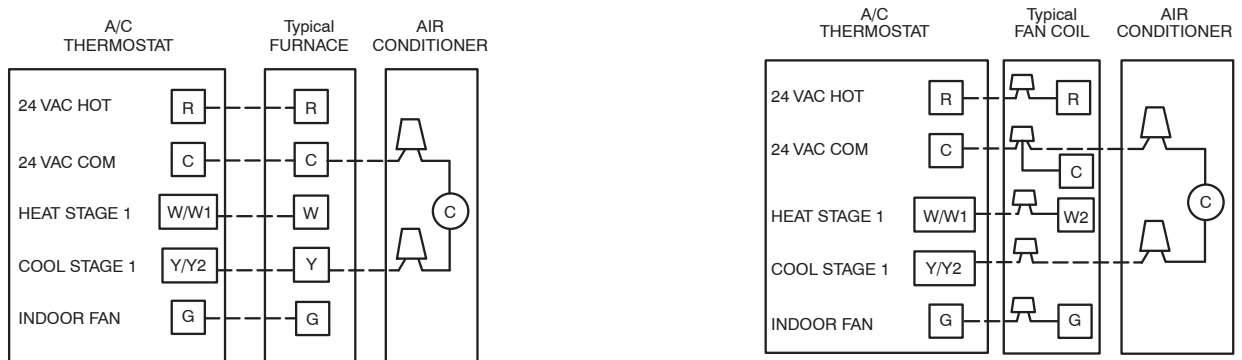 A/C
THERMOSTAT
Typical
FURNACE
AIR
CONDITIONER
24 VAC HOT R R
24 VAC COM C C
HEAT STAGE 1 W/W1 W
C
COOL STAGE 1 Y/Y2 Y
INDOOR FAN G G
A/C
THERMOSTAT
Typical
FAN COIL
AIR
CONDITIONER
24 VAC HOT R R
24 VAC COM C
C
HEAT STAGE 1 W/W1 W2
C
COOL STAGE 1 Y/Y2
INDOOR FAN G G